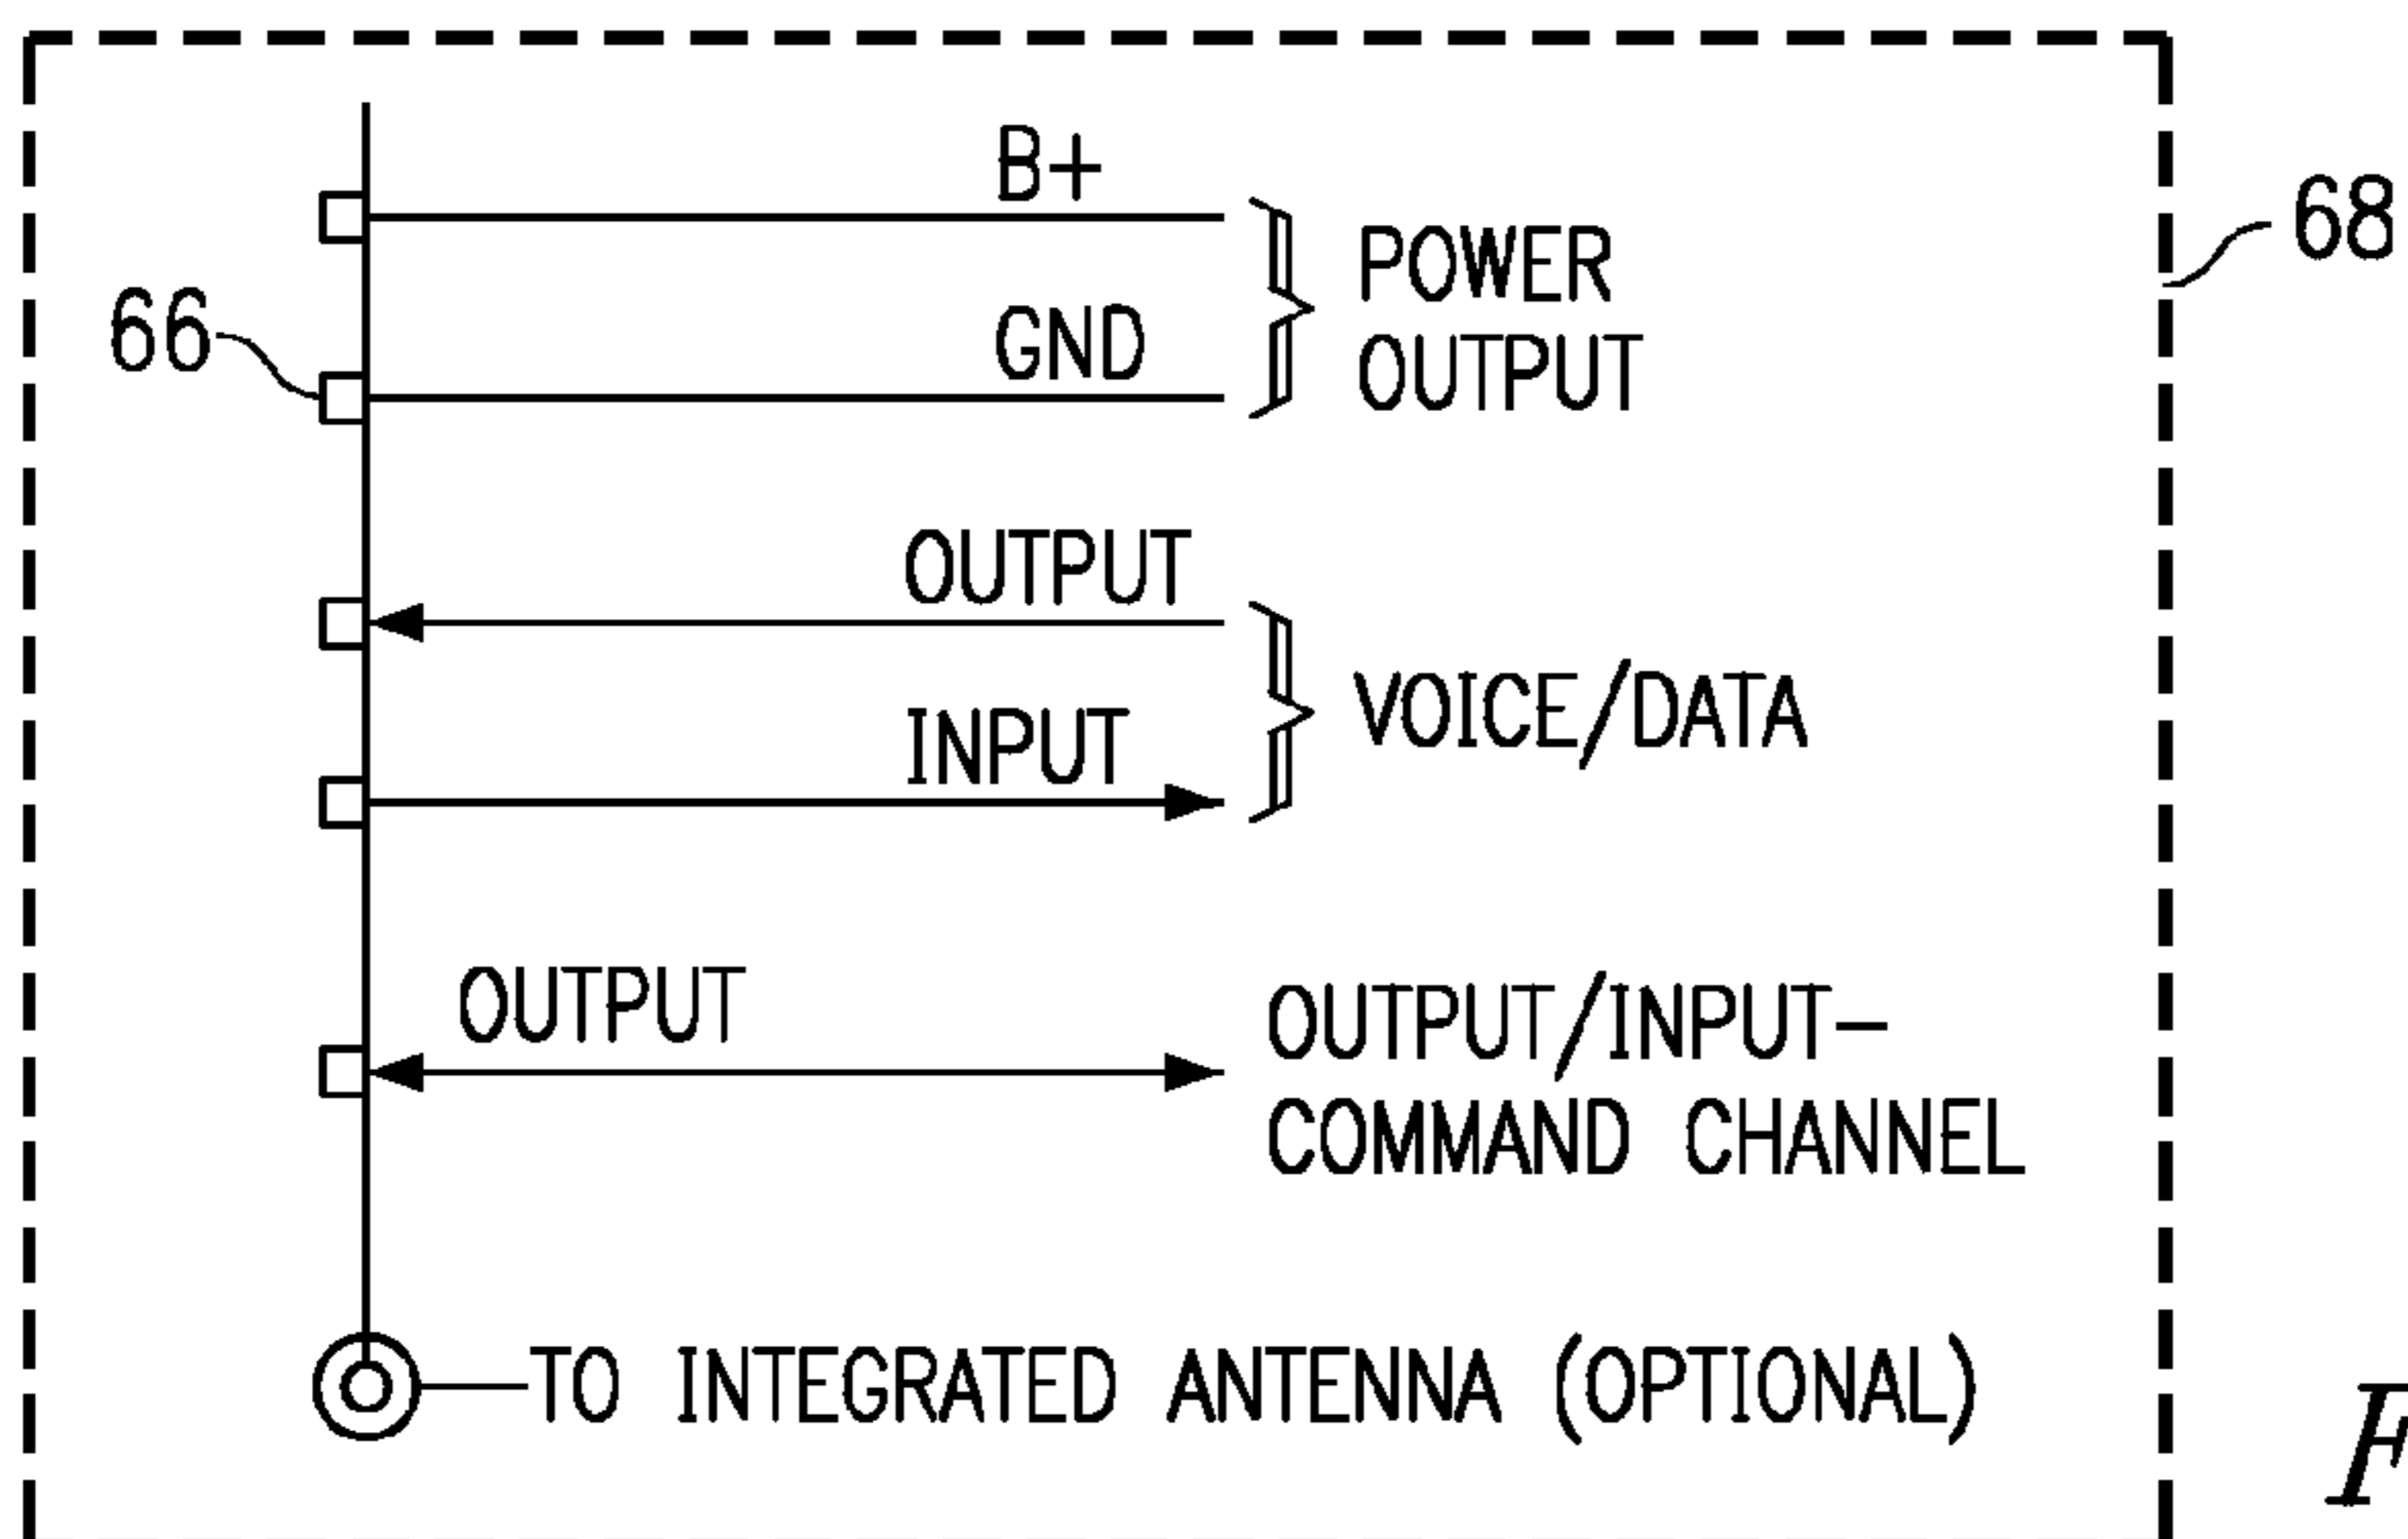 B+
68
POWER
OUTPUT
66
GND
OUTPUT
VOICE/DATA
INPUT
OUTPUT
OUTPUT/INPUT-
COMMAND CHANNEL
TO INTEGRATED ANTENNA (OPTIONAL)